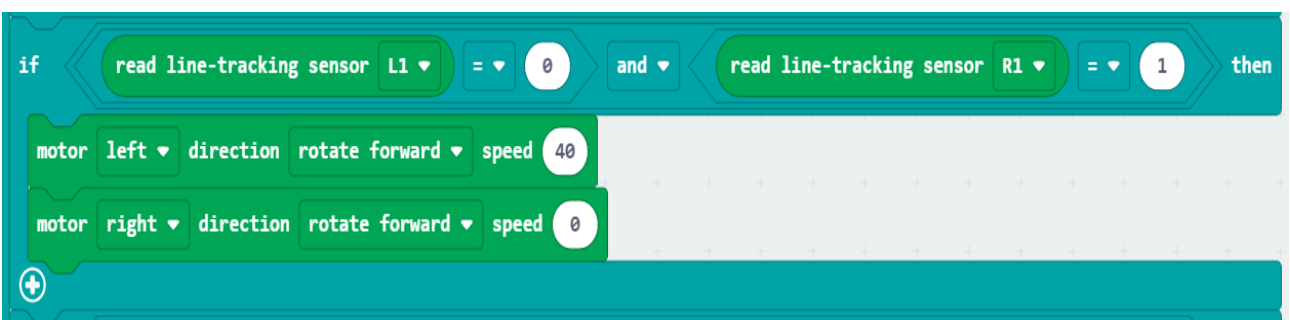 if read line-tracking sensor L1 = 0 and read line-tracking sensor R1 = 1 then
motor left direction rotate forward speed 40
motor right direction rotate forward speed 0